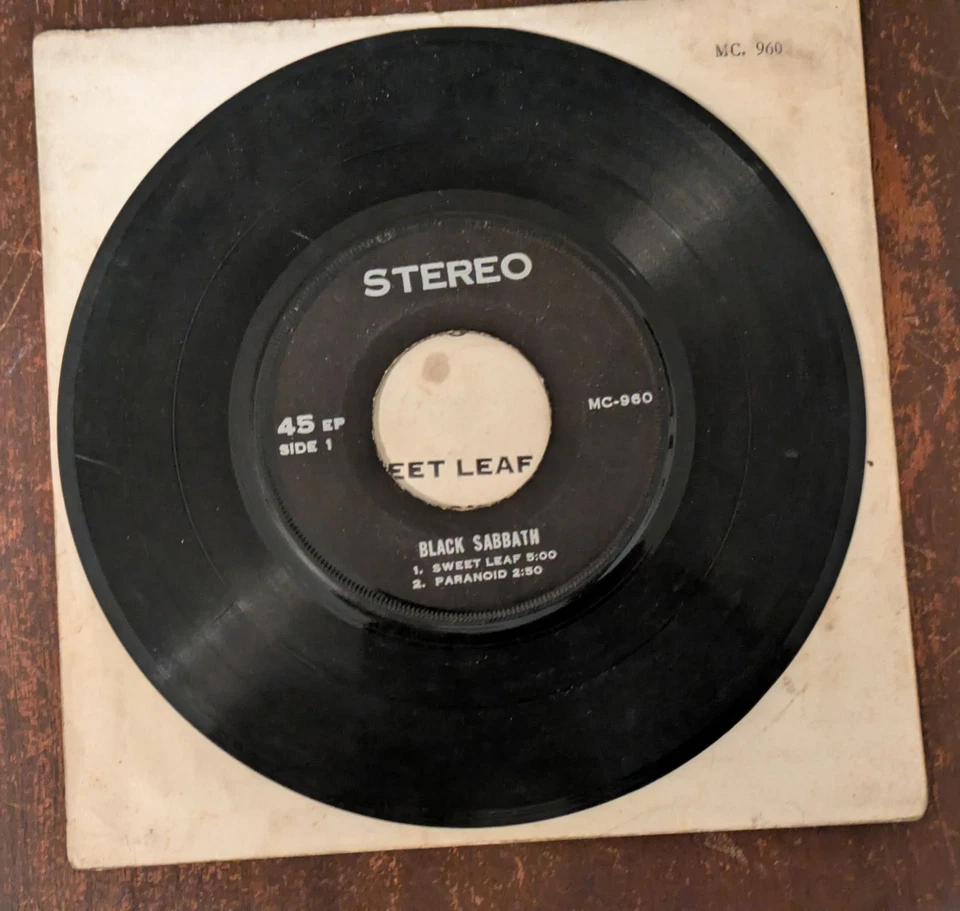 MC. 960
STEREO
45 EP
SIDE 1
MC-960
EET LEAF
BLACK SABBATH
1. SWEET LEAF 5:00
2. PARANOID 2:50